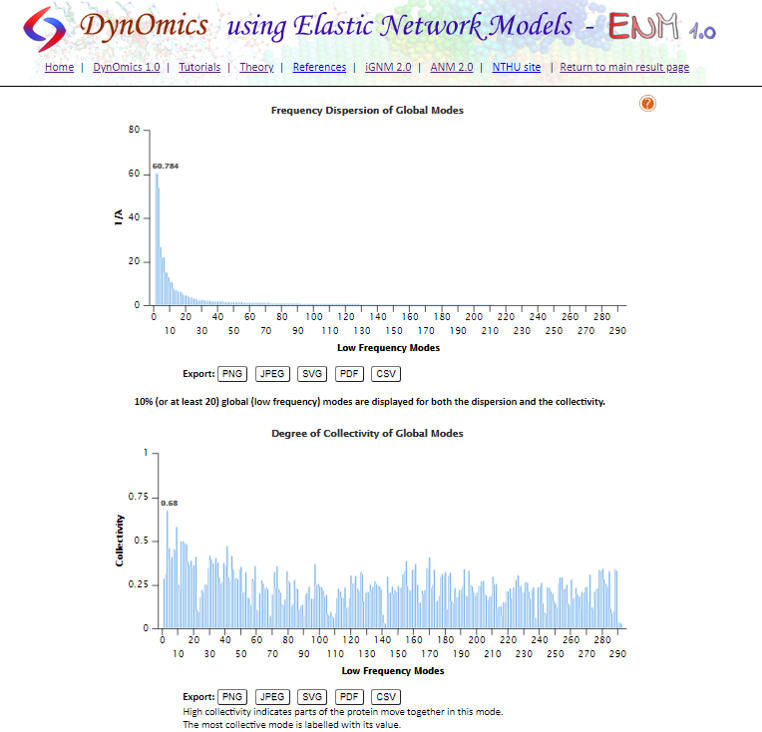 DynOmics using Elastic Network Models - ENM 1.0
Home | DynOmics 1.0 | Tutorials | Theory | References | iGNM 2.0 | ANM 2.0 | NTHU site | Return to main result page
?
Frequency Dispersion of Global Modes
80
60
40
20
0
1/λ
60.784
0 20 40 60 80 100 120 140 160 180 200 220 240 260 280
10 30 50 70 90 110 130 150 170 190 210 230 250 270 290
Low Frequency Modes
Export: PNG JPEG SVG PDF CSV
10% (or at least 20) global (low frequency) modes are displayed for both the dispersion and the collectivity.
Degree of Collectivity of Global Modes
1
0.75
0.5
0.25
0
Collectivity
0.68
0 20 40 60 80 100 120 140 160 180 200 220 240 260 280
10 30 50 70 90 110 130 150 170 190 210 230 250 270 290
Low Frequency Modes
Export: PNG JPEG SVG PDF CSV
High collectivity indicates parts of the protein move together in this mode.
The most collective mode is labelled with its value.